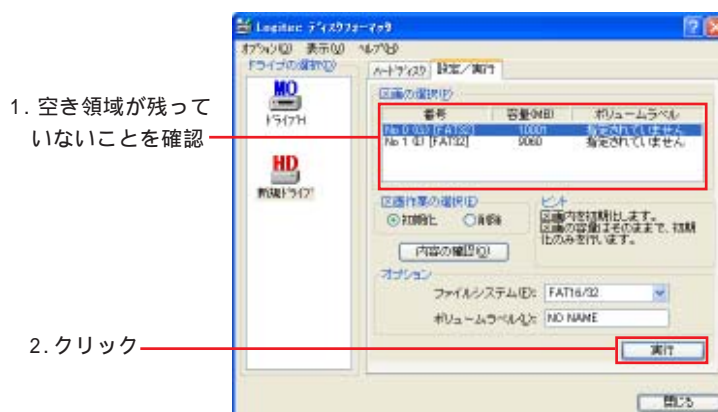 Logitec ディスクフォーマッタ
オプション(O) 表示(V) ヘルプ(H)
ドライブの選択(D)
MO
ドライブH
HD
新規ドライブ
ハードディスク 設定／実行
区画の選択(P)
番号 容量(MB) ボリュームラベル
No 0 (G) [FAT32] 10001 指定されていません
No 1 (I) [FAT32] 9060 指定されていません
区画作業の選択(E)
初期化 削除
内容の確認(Q)
ヒント
区画内を初期化します。
区画の容量はそのままで、初期
化のみを行います。
オプション
ファイルシステム(E): FAT16/32
ボリュームラベル(L): NO NAME
実行
閉じる
1. 空き領域が残って
いないことを確認
2. クリック